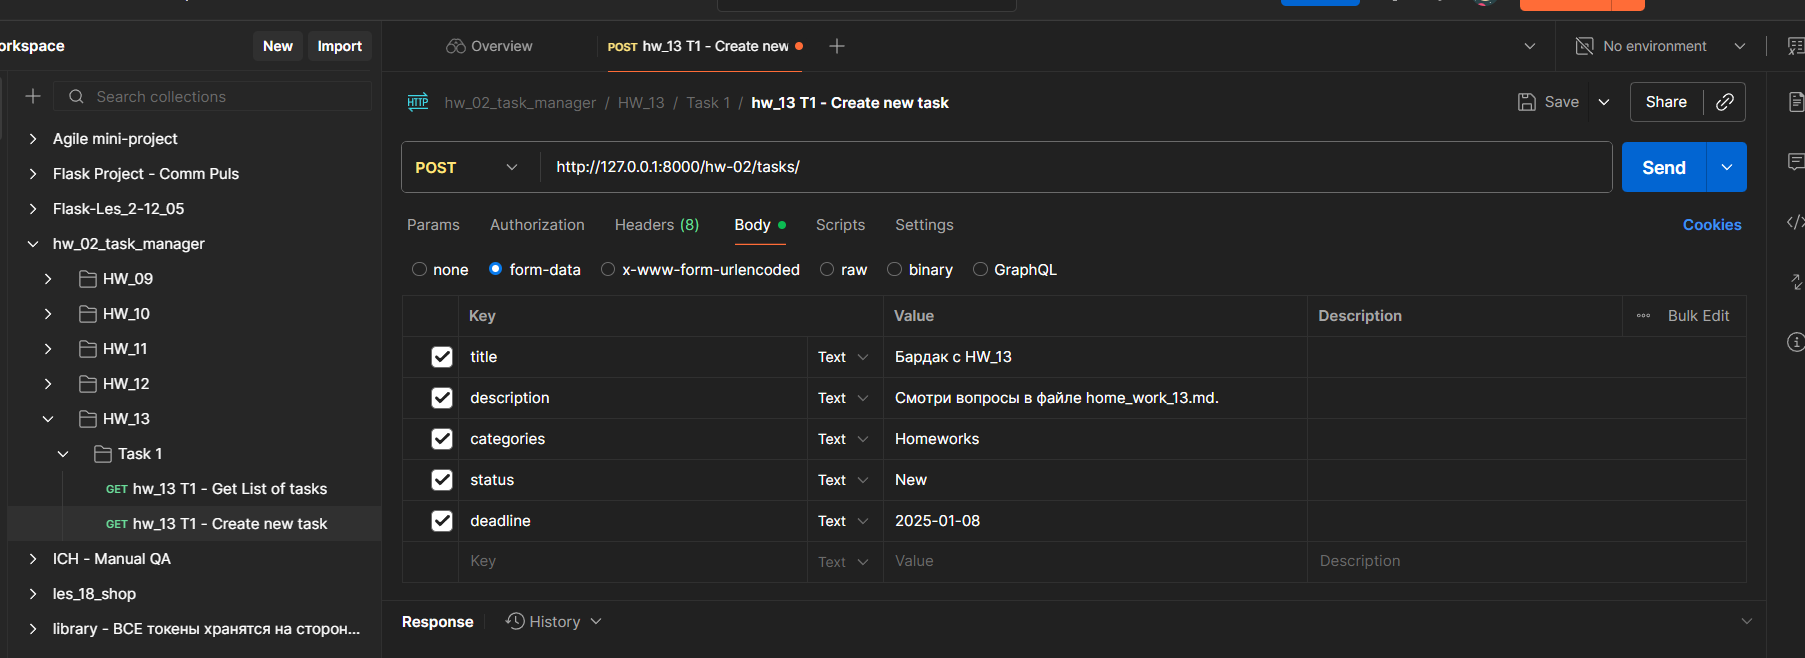 orkspace
New
Import
Overview
POST hw_13 T1 - Create new
No environment
Search collections
HTTP hw_02_task_manager / HW_13 / Task 1 / hw_13 T1 - Create new task
Save
Share
Agile mini-project
Flask Project - Comm Puls
Flask-Les_2-12_05
hw_02_task_manager
HW_09
HW_10
HW_11
HW_12
HW_13
Task 1
GET hw_13 T1 - Get List of tasks
GET hw_13 T1 - Create new task
ICH - Manual QA
les_18_shop
library - ВСЕ токены хранятся на сторон...
POST http://127.0.0.1:8000/hw-02/tasks/
Send
Params Authorization Headers (8) Body Scripts Settings Cookies
none form-data x-www-form-urlencoded raw binary GraphQL
Key Value Description Bulk Edit
title Text Бардак с HW_13
description Text Смотри вопросы в файле home_work_13.md.
categories Text Homeworks
status Text New
deadline Text 2025-01-08
Key Text Value Description
Response History